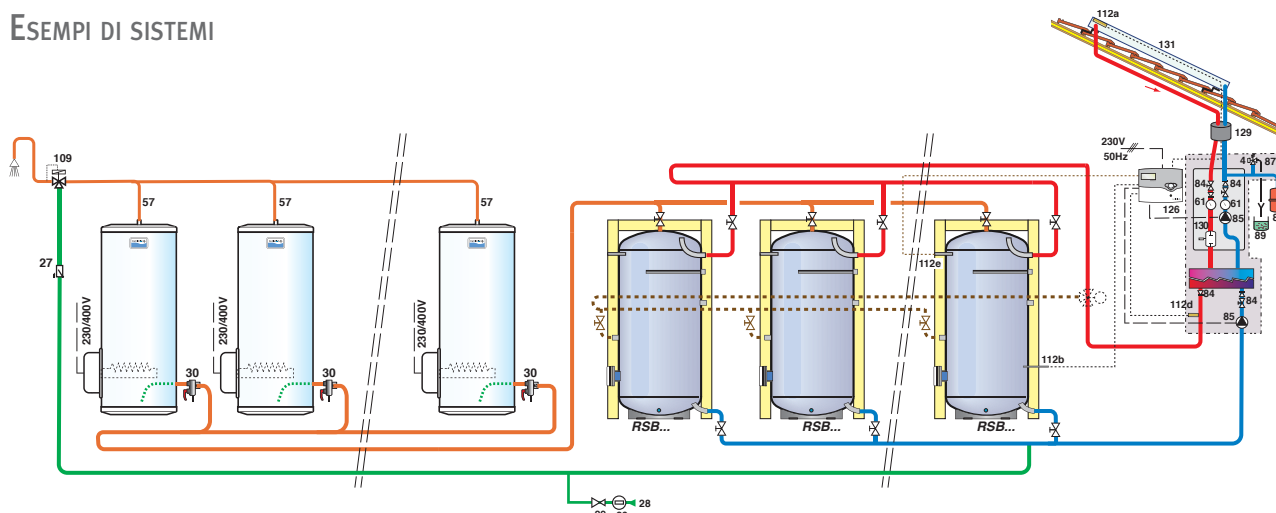 ESEMPI DI SISTEMI
112a
131
129
230V
50Hz
4
87
84
84
61
61
126
85
130
89
8
109
57
57
57
27
230/400V
230/400V
230/400V
30
30
30
112e
112d
84
84
85
112b
RSB...
RSB...
RSB...
28